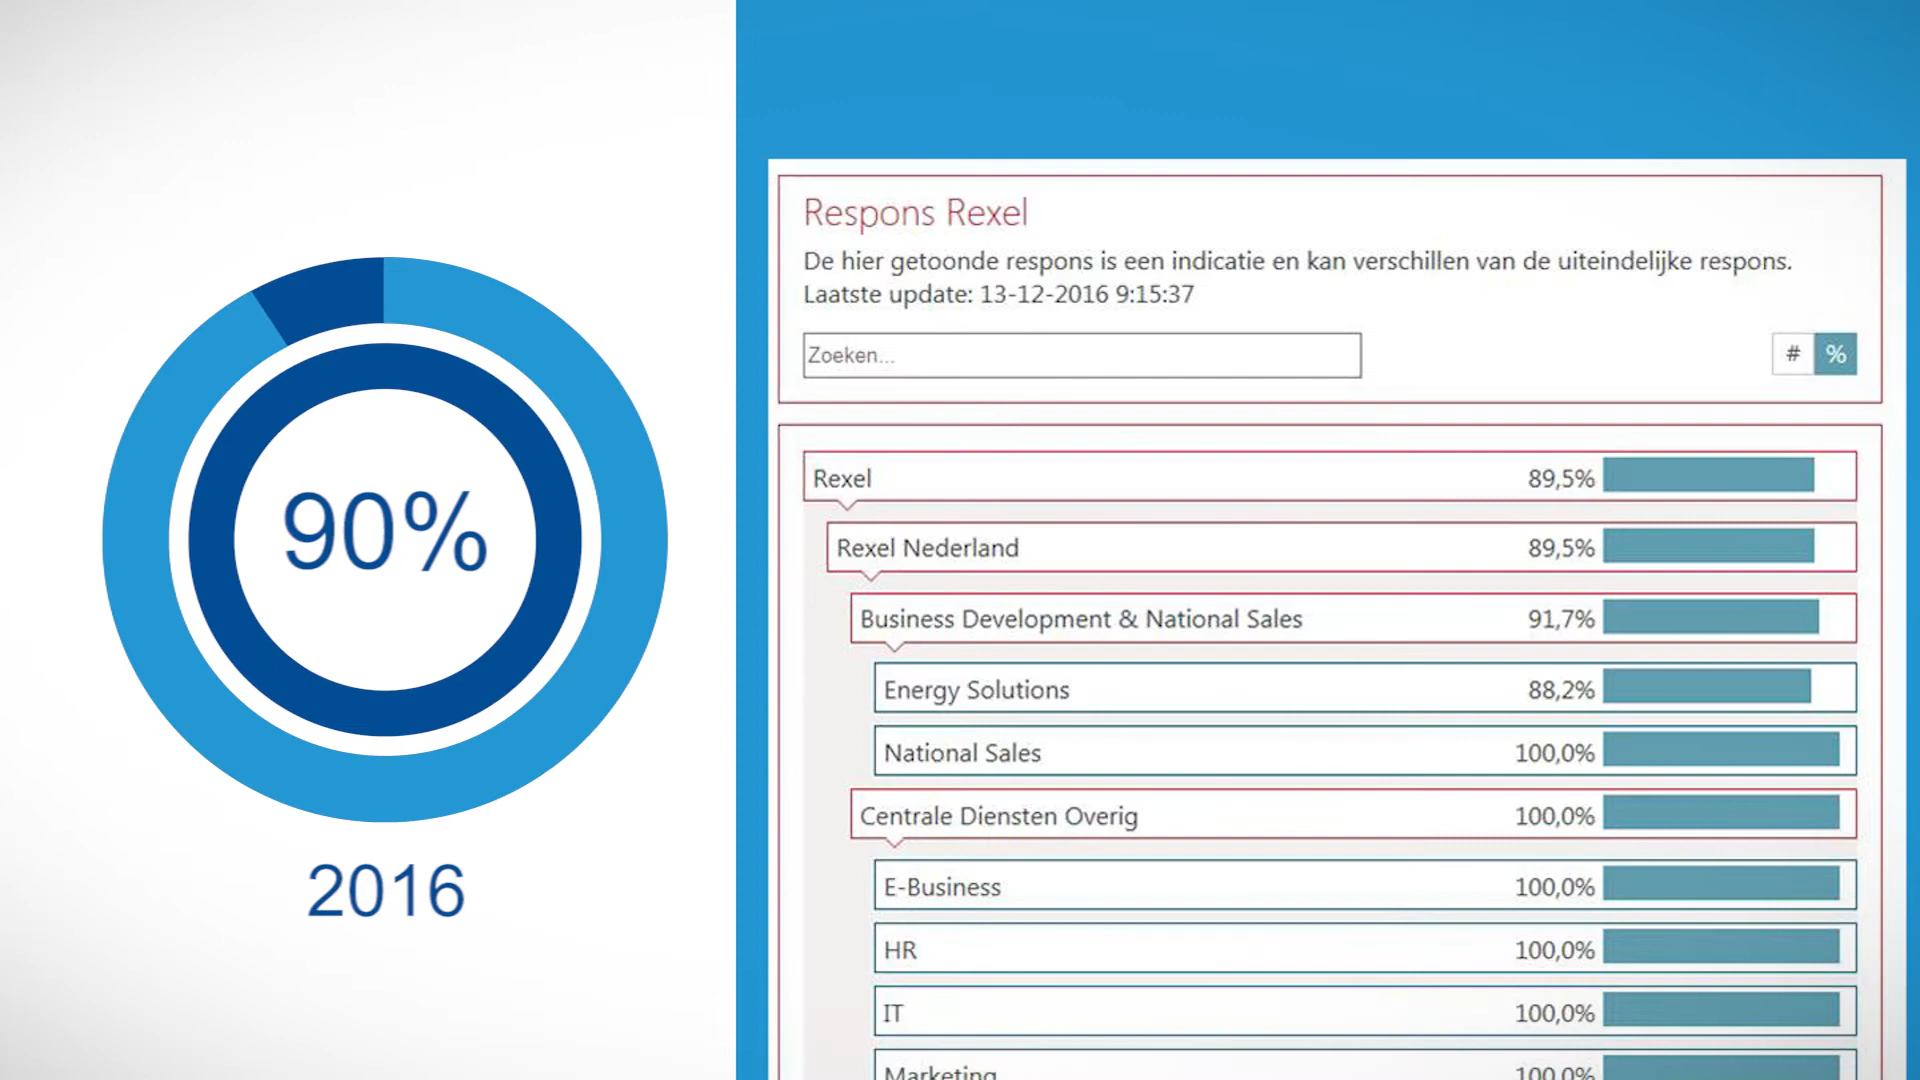 90%
2016
Respons Rexel
De hier getoonde respons is een indicatie en kan verschillen van de uiteindelijke respons.
Laatste update: 13-12-2016 9:15:37
Zoeken...
# %
Rexel 89,5%
Rexel Nederland 89,5%
Business Development & National Sales 91,7%
Energy Solutions 88,2%
National Sales 100,0%
Centrale Diensten Overig 100,0%
E-Business 100,0%
HR 100,0%
IT 100,0%
Marketing 100,0%